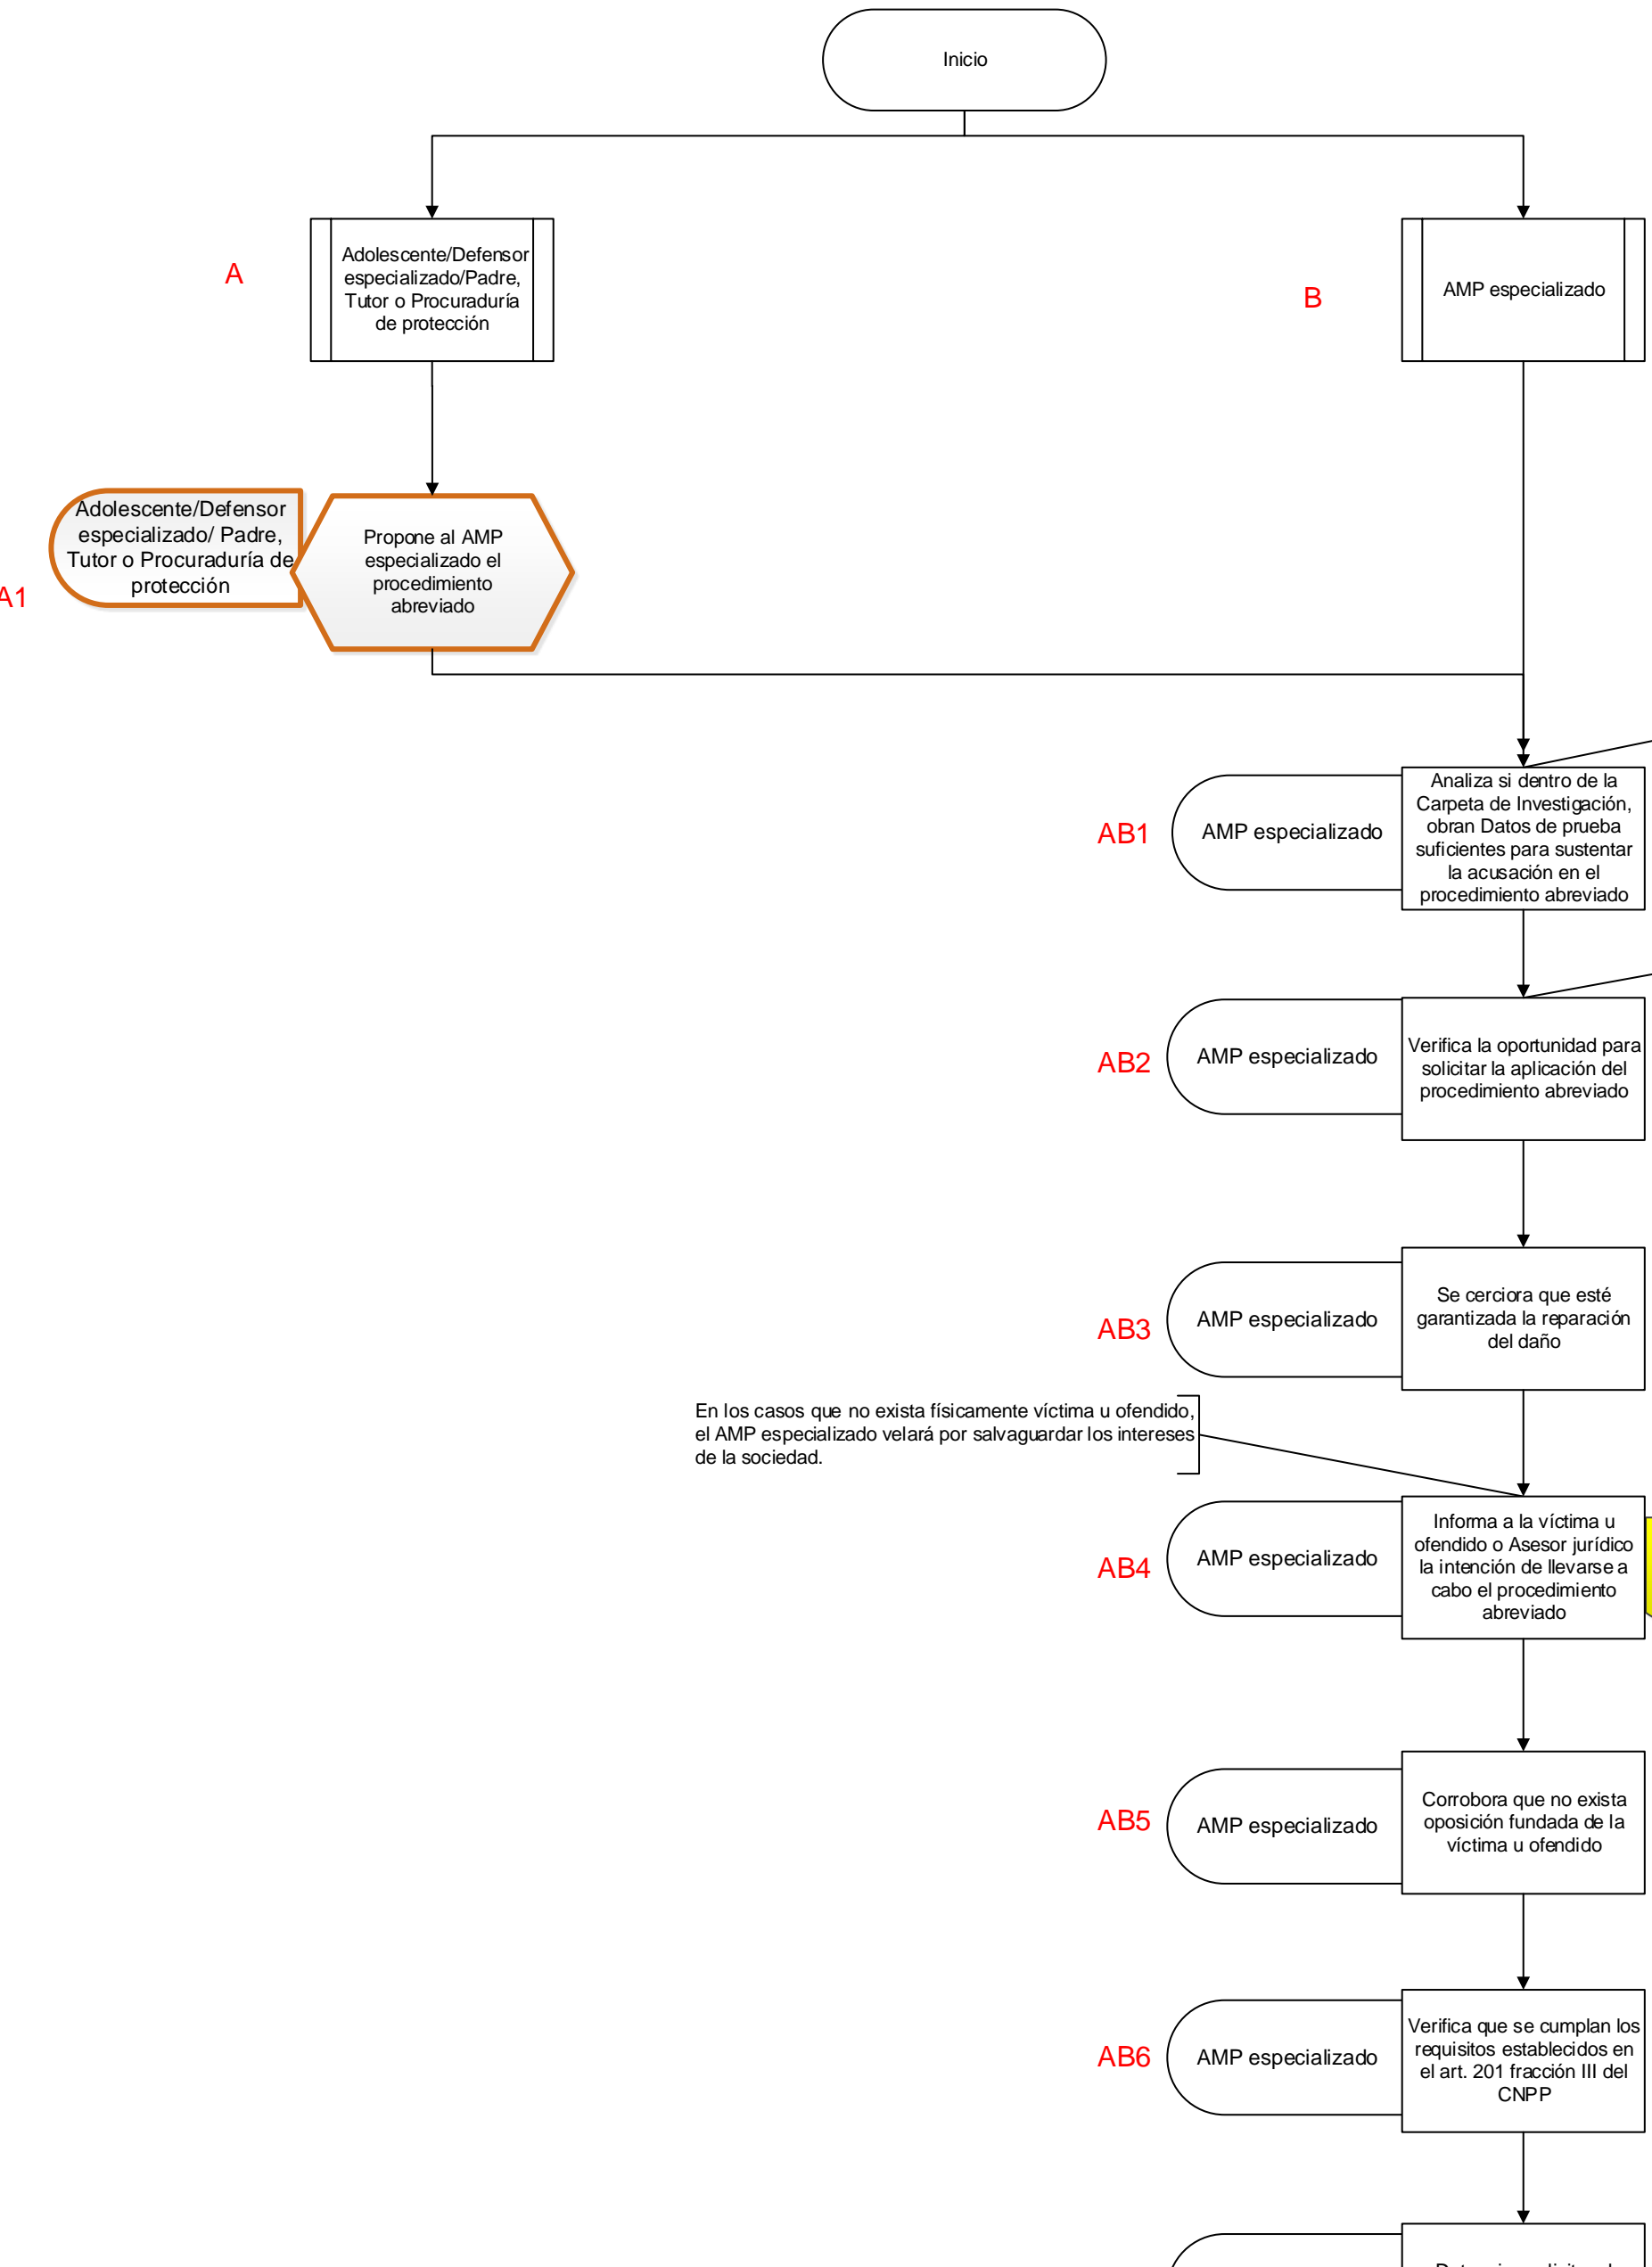 Inicio
A
Adolescente/Defensor
especializado/Padre,
Tutor o Procuraduría
de protección
B
AMP especializado
A1
Adolescente/Defensor
especializado/ Padre,
Tutor o Procuraduría de
protección
Propone al AMP
especializado el
procedimiento
abreviado
AB1
AMP especializado
Analiza si dentro de la
Carpeta de Investigación,
obran Datos de prueba
suficientes para sustentar
la acusación en el
procedimiento abreviado
AB2
AMP especializado
Verifica la oportunidad para
solicitar la aplicación del
procedimiento abreviado
AB3
AMP especializado
Se cerciora que esté
garantizada la reparación
del daño
En los casos que no exista físicamente víctima u ofendido,
el AMP especializado velará por salvaguardar los intereses
de la sociedad.
AB4
AMP especializado
Informa a la víctima u
ofendido o Asesor jurídico
la intención de llevarse a
cabo el procedimiento
abreviado
AB5
AMP especializado
Corrobora que no exista
oposición fundada de la
víctima u ofendido
AB6
AMP especializado
Verifica que se cumplan los
requisitos establecidos en
el art. 201 fracción III del
CNPP